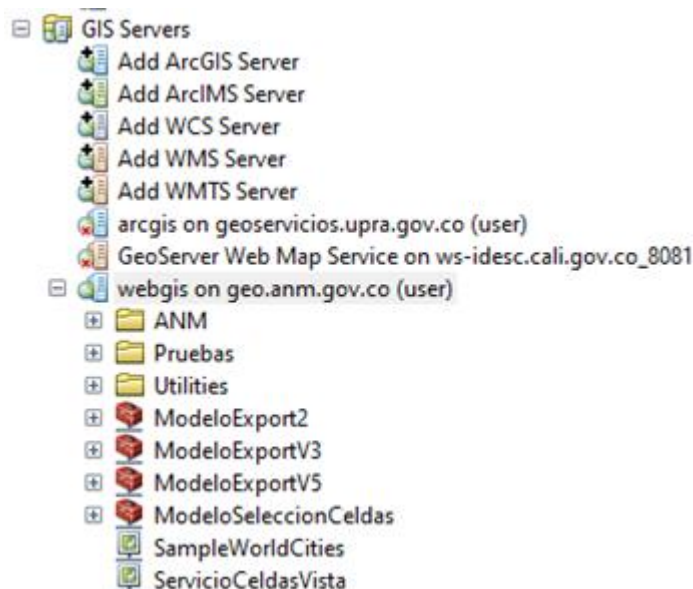 GIS Servers
Add ArcGIS Server
Add ArcIMS Server
Add WCS Server
Add WMS Server
Add WMTS Server
arcgis on geoservicios.upra.gov.co (user)
GeoServer Web Map Service on ws-idesc.cali.gov.co_8081
webgis on geo.anm.gov.co (user)
ANM
Pruebas
Utilities
ModeloExport2
ModeloExportV3
ModeloExportV5
ModeloSeleccionCeldas
SampleWorldCities
ServicioCeldasVista